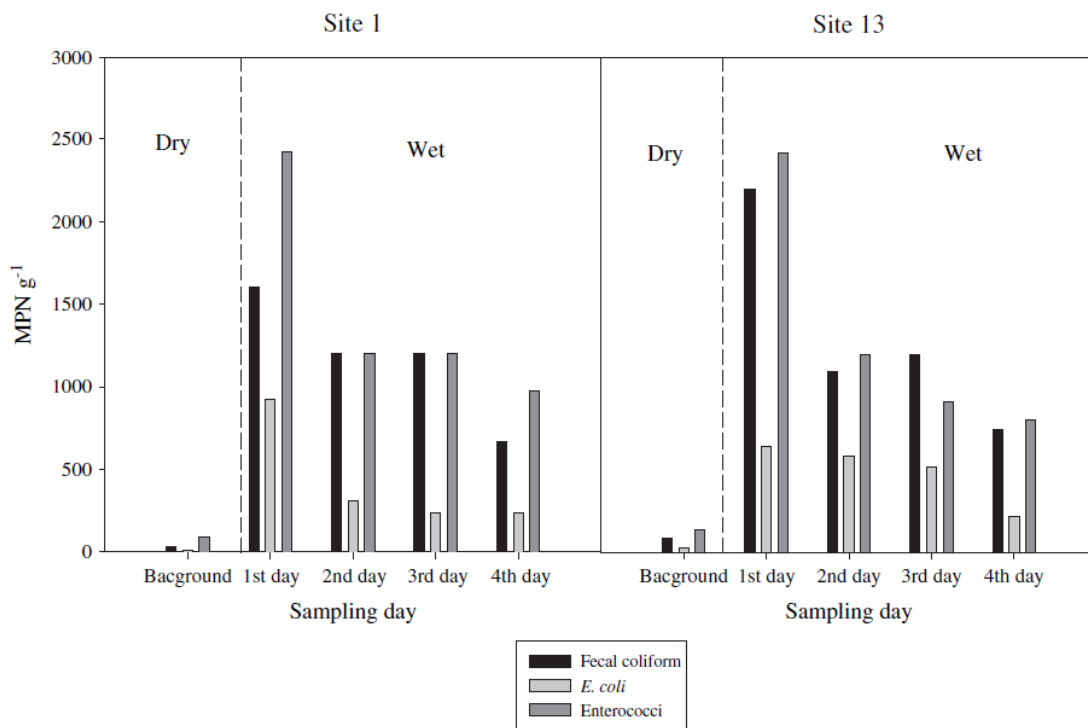 Site 1
Site 13
3000
2500
2000
1500
1000
500
0
MPN g-1
Dry
Wet
Dry
Wet
Bacground 1st day 2nd day 3rd day 4th day
Bacground 1st day 2nd day 3rd day 4th day
Sampling day
Sampling day
Fecal coliform
E. coli
Enterococci